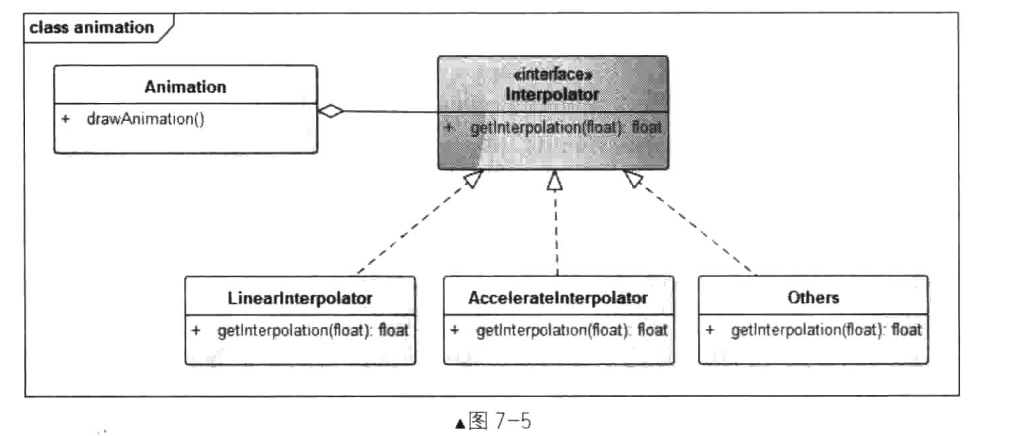 class animation
Animation
+ drawAnimation()
«interface»
Interpolator
+ getInterpolation(float): float
LinearInterpolator
+ getInterpolation(float): float
AccelerateInterpolator
+ getInterpolation(float): float
Others
+ getInterpolation(float): float
▲图 7-5